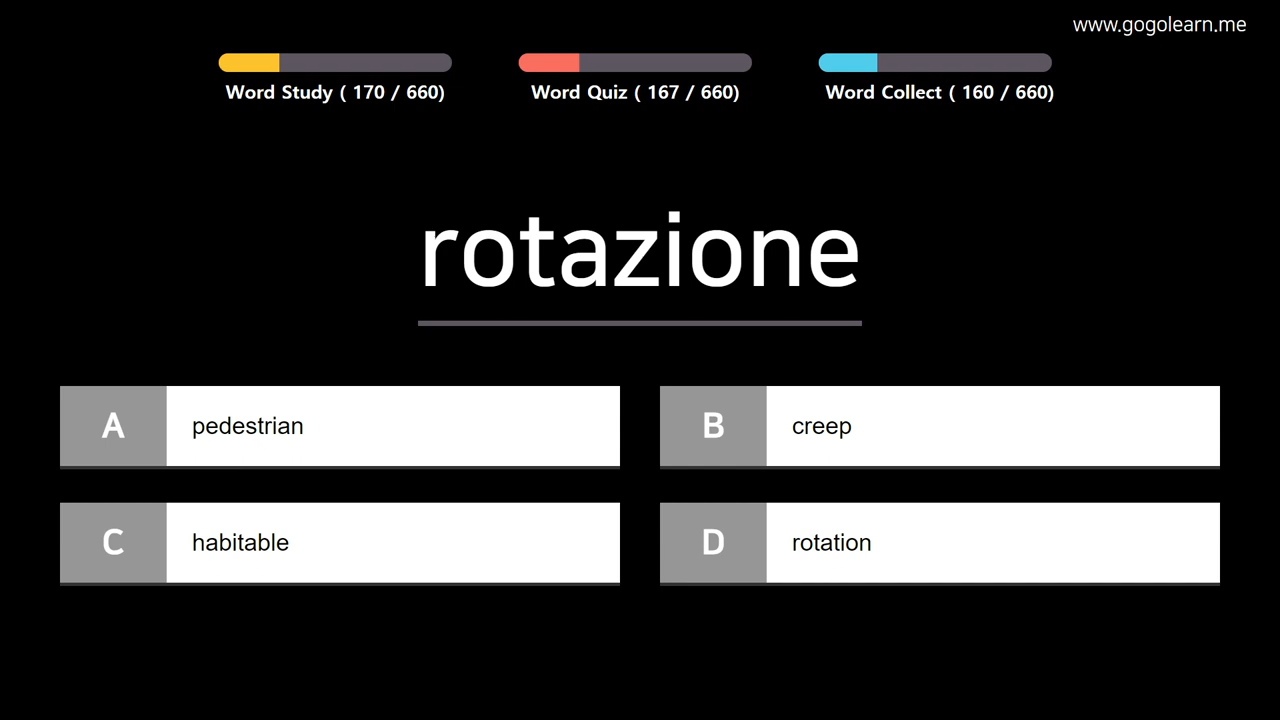 www.gogolearn.me
Word Study ( 170 / 660)
Word Quiz ( 167 / 660)
Word Collect ( 160 / 660)
rotazione
A pedestrian
B creep
C habitable
D rotation